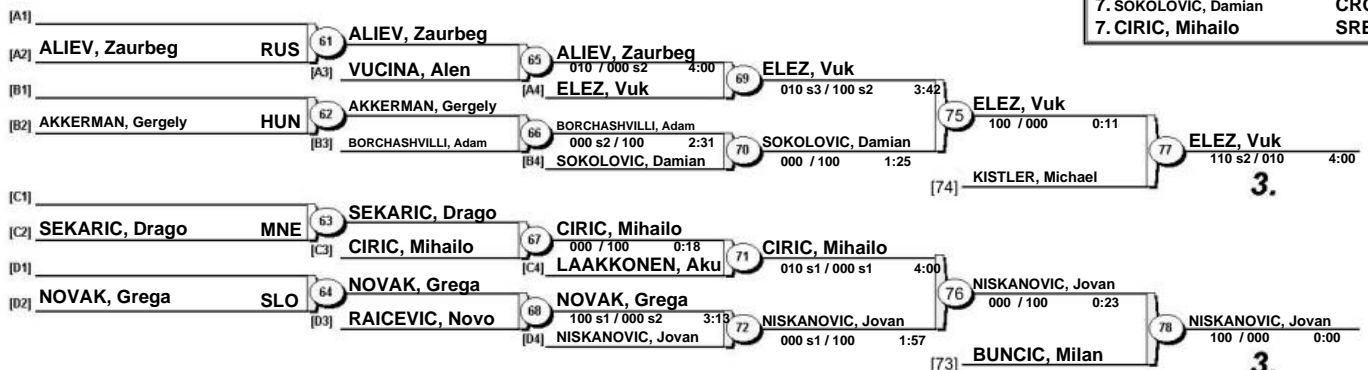 7. SOKOLOVIC, Damian
7. CIRIC, Mihailo
[A1]
[A2] ALIEV, Zaurbeg RUS
61
ALIEV, Zaurbeg
[A3] VUCINA, Alen
65
ALIEV, Zaurbeg
010 / 000 s2 4:00
[A4] ELEZ, Vuk
69
ELEZ, Vuk
010 s3 / 100 s2 3:42
[B1]
[B2] AKKERMAN, Gergely HUN
62
AKKERMAN, Gergely
[B3] BORCHASHVILLI, Adam
66
BORCHASHVILLI, Adam
000 s2 / 100 2:31
[B4] SOKOLOVIC, Damian
70
SOKOLOVIC, Damian
000 / 100 1:25
75
ELEZ, Vuk
100 / 000 0:11
[74] KISTLER, Michael
77
ELEZ, Vuk
110 s2 / 010 4:00
3.
[C1]
[C2] SEKARIC, Drago MNE
63
SEKARIC, Drago
[C3] CIRIC, Mihailo
67
CIRIC, Mihailo
000 / 100 0:18
[C4] LAAKKONEN, Aku
71
CIRIC, Mihailo
010 s1 / 000 s1 4:00
[D1]
[D2] NOVAK, Grega SLO
64
NOVAK, Grega
[D3] RAICEVIC, Novo
68
NOVAK, Grega
100 s1 / 000 s2 3:13
[D4] NISKANOVIC, Jovan
72
NISKANOVIC, Jovan
000 s1 / 100 1:57
76
NISKANOVIC, Jovan
000 / 100 0:23
[73] BUNCIC, Milan
78
NISKANOVIC, Jovan
100 / 000 0:00
3.